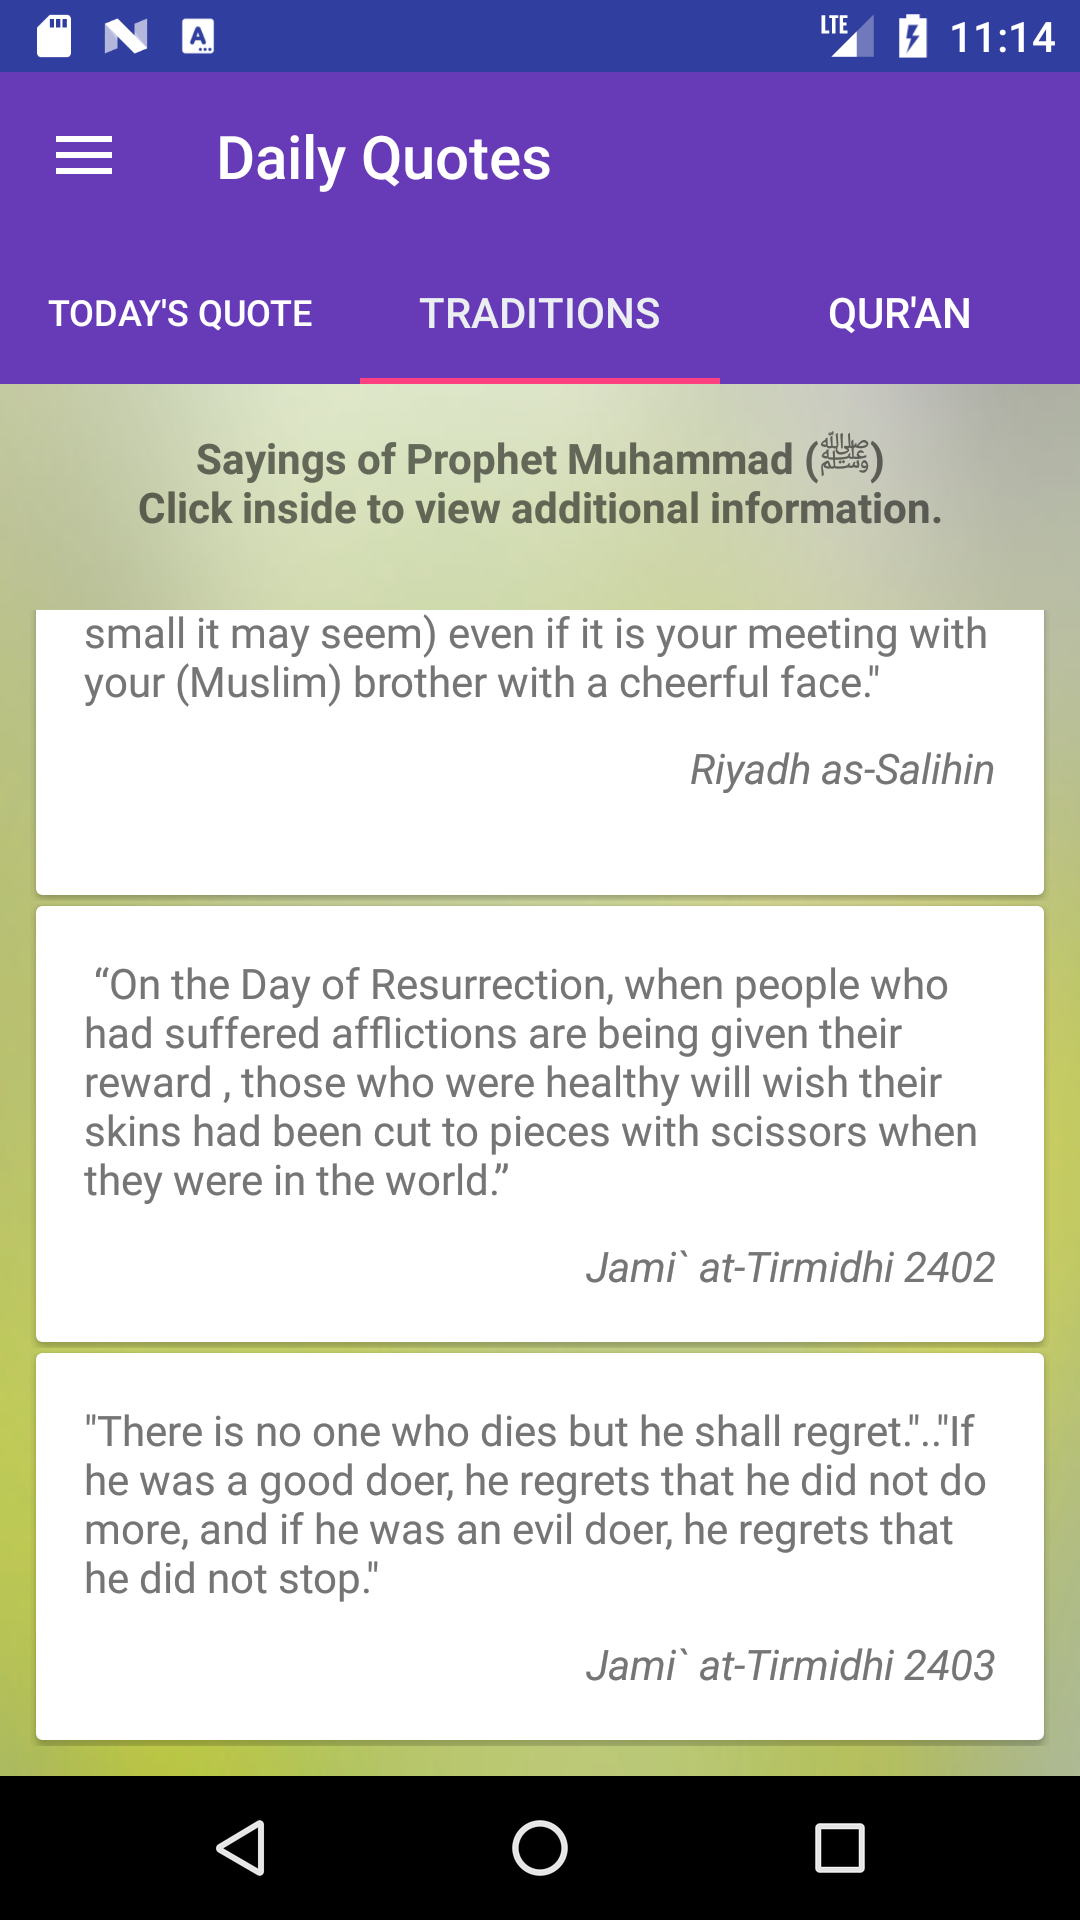 LTE 11:14
Daily Quotes
TODAY'S QUOTE TRADITIONS QUR'AN
Sayings of Prophet Muhammad (ﷺ)
Click inside to view additional information.
small it may seem) even if it is your meeting with
your (Muslim) brother with a cheerful face."
Riyadh as-Salihin
“On the Day of Resurrection, when people who
had suffered afflictions are being given their
reward , those who were healthy will wish their
skins had been cut to pieces with scissors when
they were in the world.”
Jami` at-Tirmidhi 2402
"There is no one who dies but he shall regret.".."If
he was a good doer, he regrets that he did not do
more, and if he was an evil doer, he regrets that
he did not stop."
Jami` at-Tirmidhi 2403